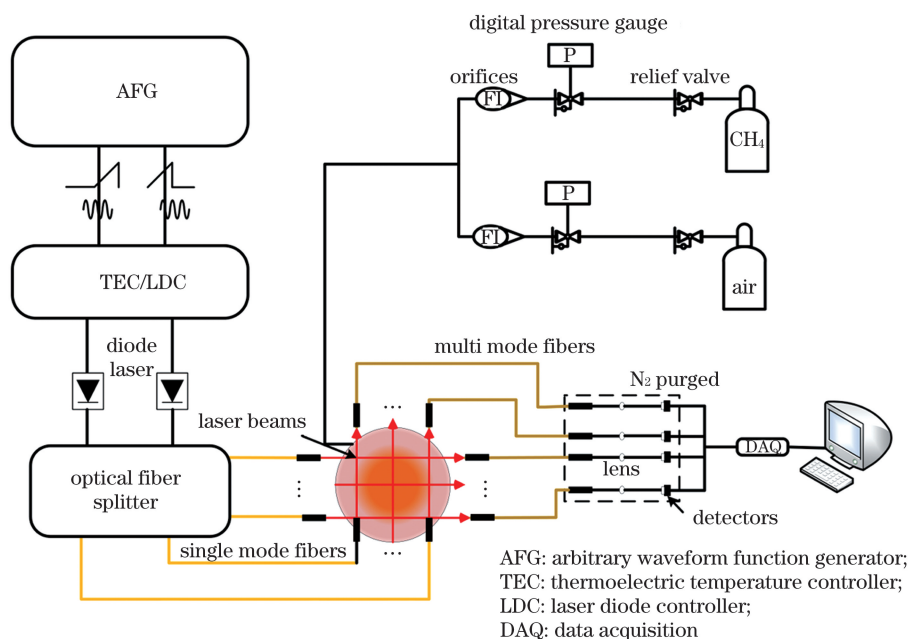 digital pressure gauge
P
AFG
orifices
relief valve
FI
CH₄
P
FI
TEC/LDC
air
diode
laser
multi mode fibers
N₂ purged
laser beams
...
optical fiber
splitter
lens
DAQ
...
...
detectors
single mode fibers
...
AFG: arbitrary waveform function generator;
TEC: thermoelectric temperature controller;
LDC: laser diode controller;
DAQ: data acquisition